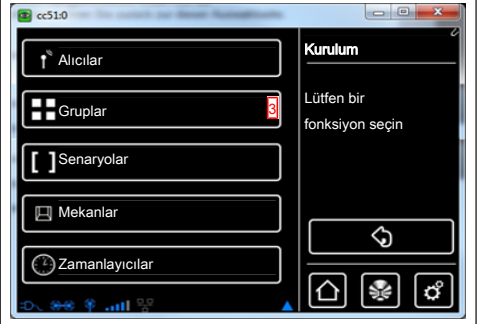 cc51:0
Alıcılar
Gruplar
3
Senaryolar
Mekanlar
Zamanlayıcılar
Kurulum
Lütfen bir
fonksiyon seçin